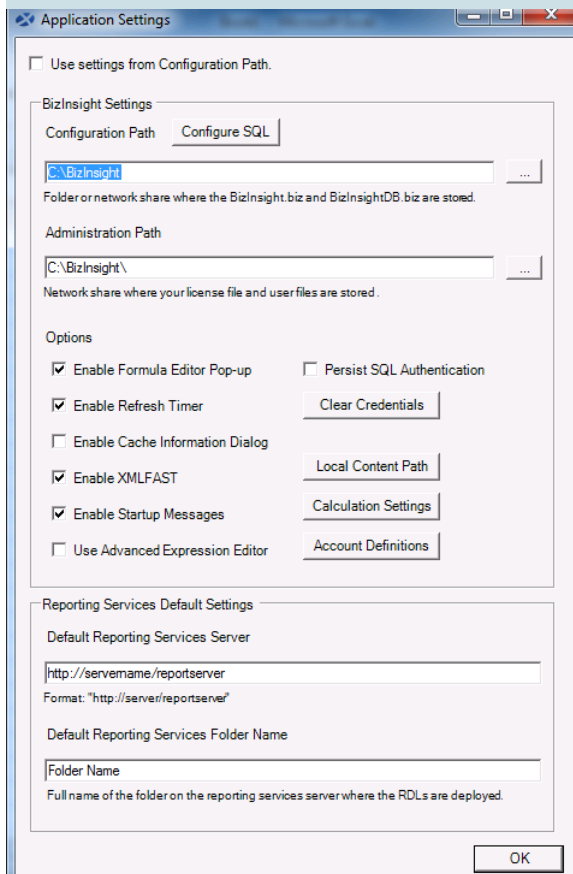 Application Settings
Use settings from Configuration Path.
BizInsight Settings
Configuration Path
Configure SQL
C:\BizInsight
...
Folder or network share where the BizInsight.biz and BizInsightDB.biz are stored.
Administration Path
C:\BizInsight\
...
Network share where your license file and user files are stored.
Options
Enable Formula Editor Pop-up
Persist SQL Authentication
Enable Refresh Timer
Clear Credentials
Enable Cache Information Dialog
Local Content Path
Enable XMLFAST
Calculation Settings
Enable Startup Messages
Account Definitions
Use Advanced Expression Editor
Reporting Services Default Settings
Default Reporting Services Server
http://servername/reportserver
Format: "http://server/reportserver"
Default Reporting Services Folder Name
Folder Name
Full name of the folder on the reporting services server where the RDLs are deployed.
OK